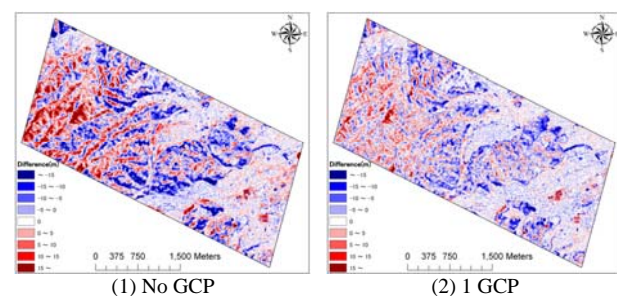 N
W E
S
Difference(m)
~ -15
-15 ~ -10
-10 ~ -5
-5 ~ 0
0
0 ~ 5
5 ~ 10
10 ~ 15
15 ~
0 375 750 1,500 Meters
(1) No GCP
N
W E
S
Difference(m)
~ -15
-15 ~ -10
-10 ~ -5
-5 ~ 0
0
0 ~ 5
5 ~ 10
10 ~ 15
15 ~
0 375 750 1,500 Meters
(2) 1 GCP